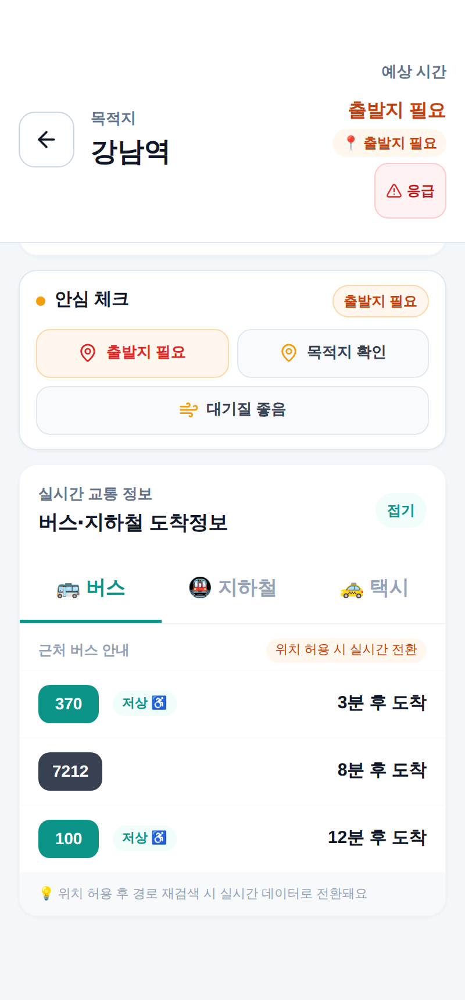 목적지
강남역
예상 시간
출발지 필요
📍 출발지 필요
응급
안심 체크
출발지 필요
출발지 필요
목적지 확인
대기질 좋음
실시간 교통 정보
버스·지하철 도착정보
접기
🚌 버스
🚇 지하철
🚕 택시
근처 버스 안내
위치 허용 시 실시간 전환
370
저상 ♿
3분 후 도착
7212
8분 후 도착
100
저상 ♿
12분 후 도착
💡 위치 허용 후 경로 재검색 시 실시간 데이터로 전환돼요